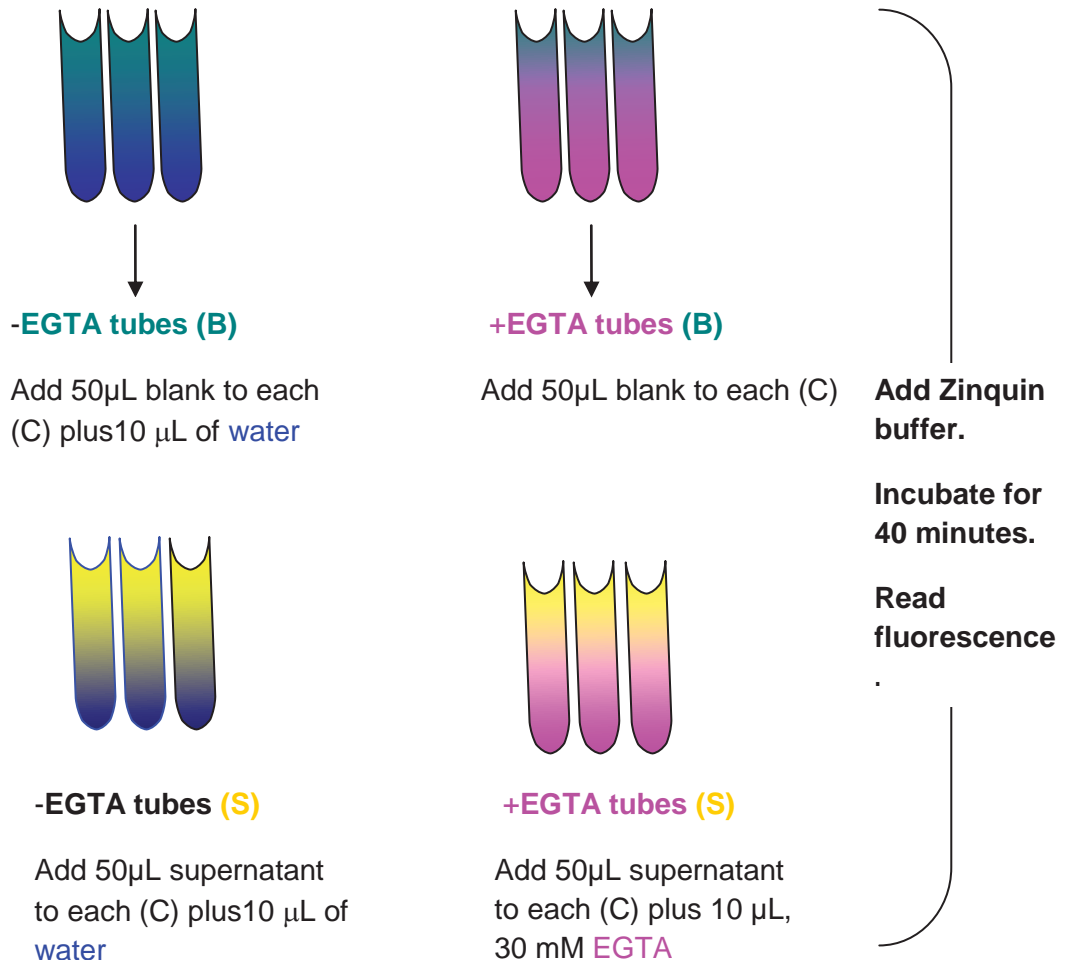 -EGTA tubes (B)
Add 50µL blank to each
(C) plus10 µL of water
+EGTA tubes (B)
Add 50µL blank to each (C)
Add Zinquin
buffer.
Incubate for
40 minutes.
Read
fluorescence
.
-EGTA tubes (S)
Add 50µL supernatant
to each (C) plus10 µL of
water
+EGTA tubes (S)
Add 50µL supernatant
to each (C) plus 10 µL,
30 mM EGTA